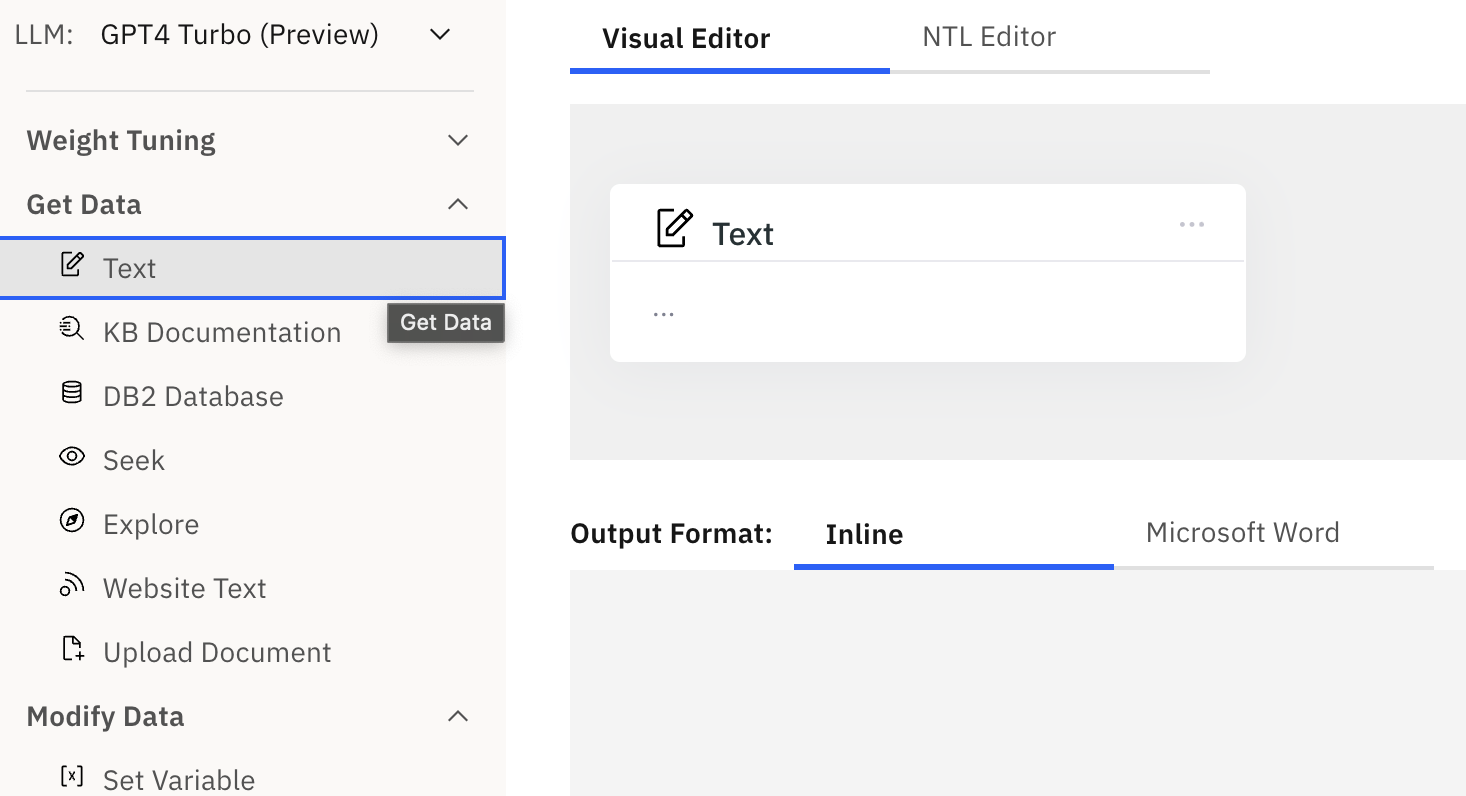 LLM: GPT4 Turbo (Preview)
Weight Tuning
Get Data
Text
Get Data
KB Documentation
DB2 Database
Seek
Explore
Website Text
Upload Document
Modify Data
Set Variable
Visual Editor NTL Editor
Text ...
...
Output Format: Inline Microsoft Word